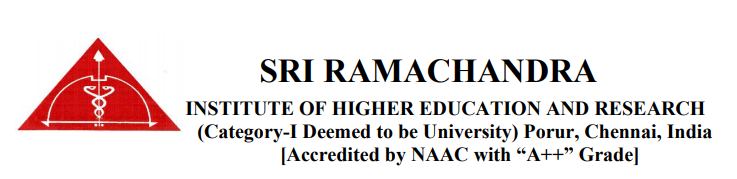 SRI RAMACHANDRA
INSTITUTE OF HIGHER EDUCATION AND RESEARCH
(Category-I Deemed to be University) Porur, Chennai, India
[Accredited by NAAC with “A++” Grade]